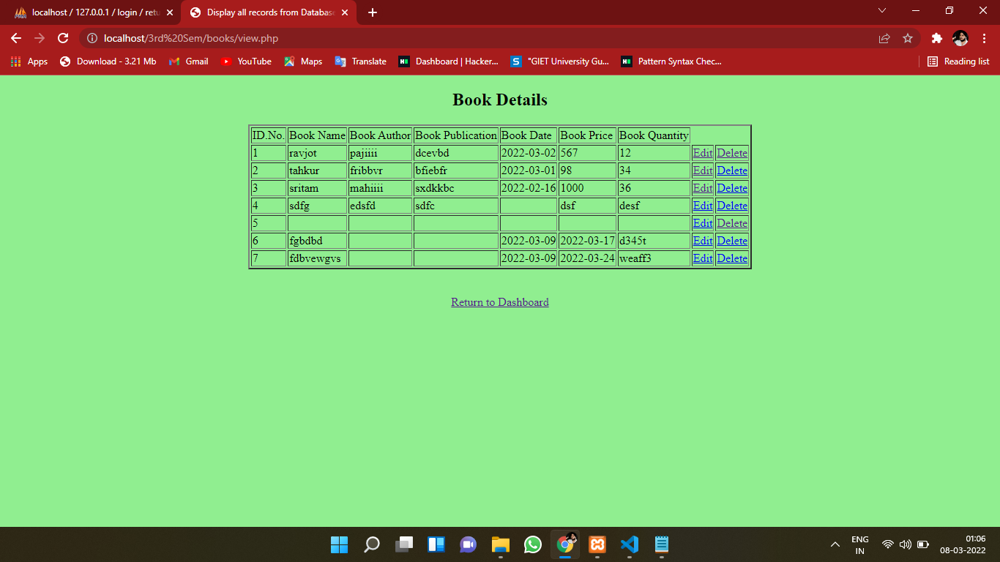 localhost / 127.0.0.1 / login / retu
Display all records from Database
localhost/3rd%20Sem/books/view.php
Apps Download - 3.21 Mb Gmail YouTube Maps Translate Dashboard | Hacker... "GIET University Gu... Pattern Syntax Chec... Reading list
Book Details
ID.No. Book Name Book Author Book Publication Book Date Book Price Book Quantity
1 ravjot pajiiii dcevbd 2022-03-02 567 12 Edit Delete
2 tahkur fribbvr bfiebfr 2022-03-01 98 34 Edit Delete
3 sritam mahiiii sxdkkbc 2022-02-16 1000 36 Edit Delete
4 sdfg edsfd sdfc dsf desf Edit Delete
5 Edit Delete
6 fgbdbd 2022-03-09 2022-03-17 d345t Edit Delete
7 fdbvewgvs 2022-03-09 2022-03-24 weaff3 Edit Delete
Return to Dashboard
ENG
IN
01:06
08-03-2022